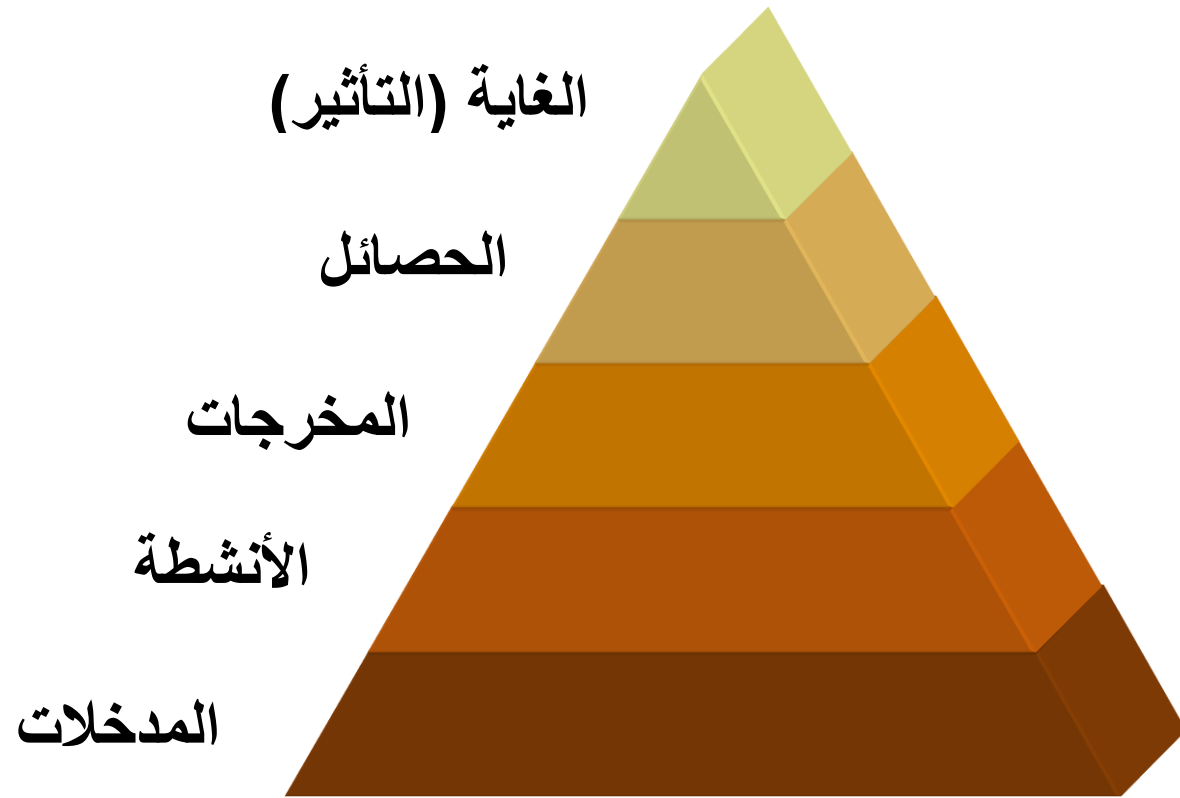 الغاية (التأثير)
الحصائل
المخرجات
الأنشطة
المدخلات